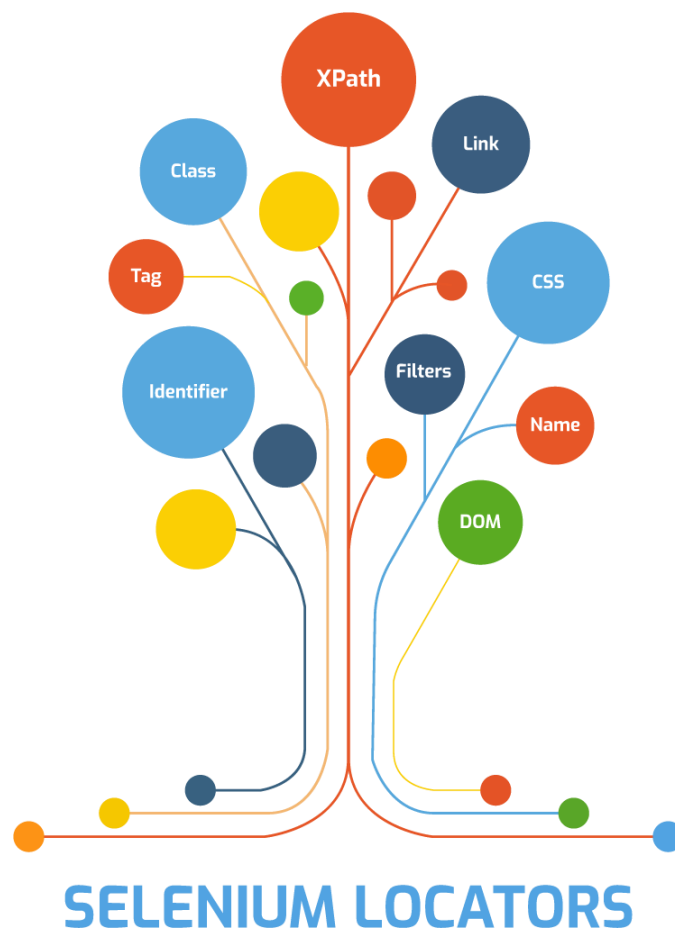 XPath
Link
Class
Tag
CSS
Identifier
Filters
Name
DOM
SELENIUM LOCATORS